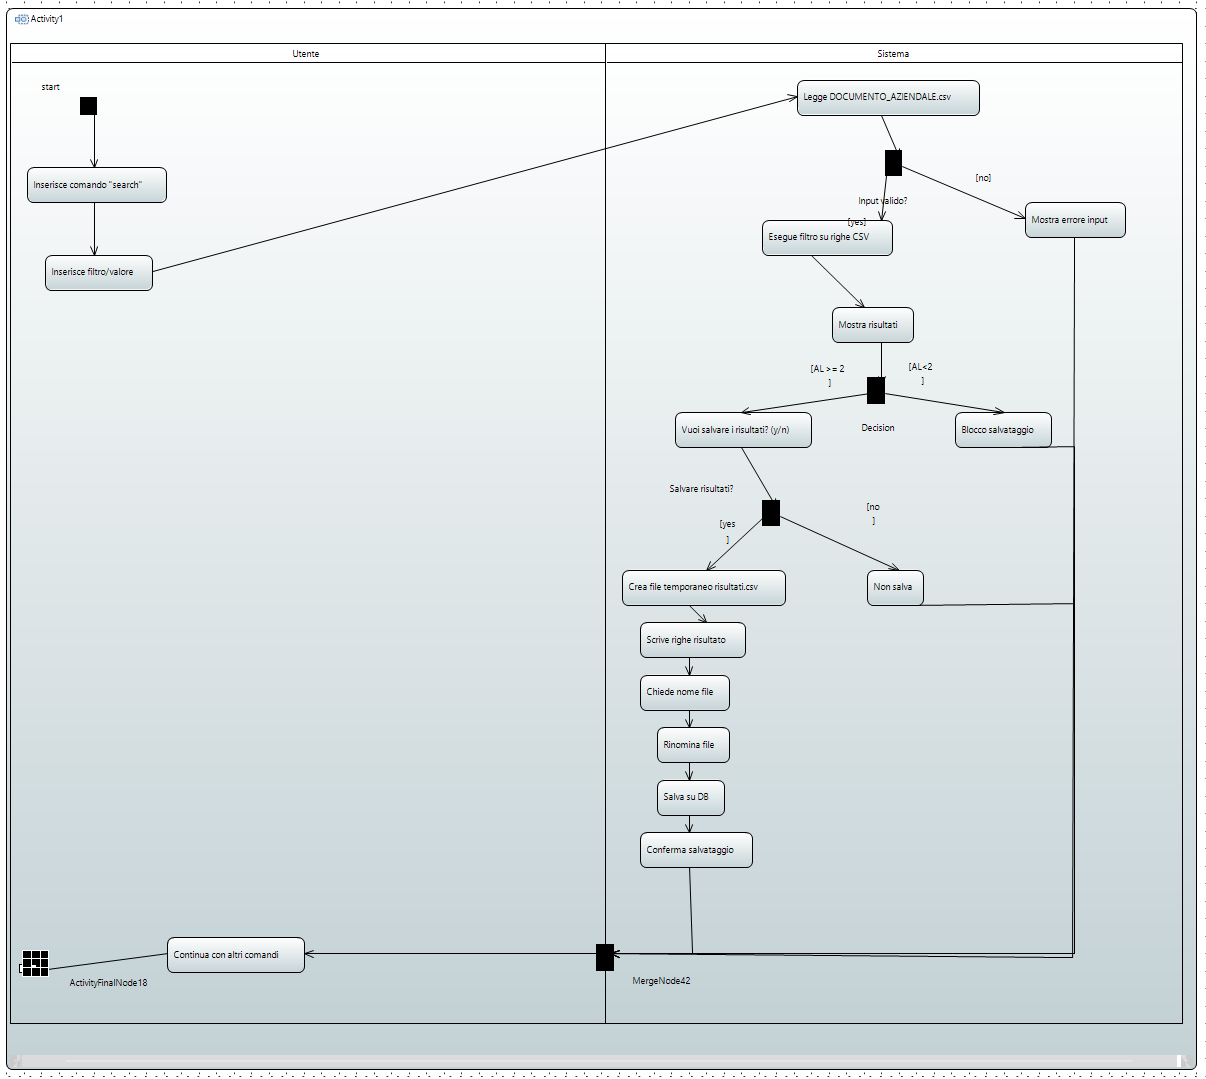 Activity1
Utente
Sistema
start
Legge DOCUMENTO_AZIENDALE.csv
Inserisce comando "search"
[no]
Input valido?
Mostra errore input
[yes]
Esegue filtro su righe CSV
Inserisce filtro/valore
Mostra risultati
[AL >= 2
]
[AL<2
]
Vuoi salvare i risultati? (y/n)
Decision
Blocco salvataggio
Salvare risultati?
[no
]
[yes
]
Crea file temporaneo risultati.csv
Non salva
Scrive righe risultato
Chiede nome file
Rinomina file
Salva su DB
Conferma salvataggio
Continua con altri comandi
ActivityFinalNode18
MergeNode42